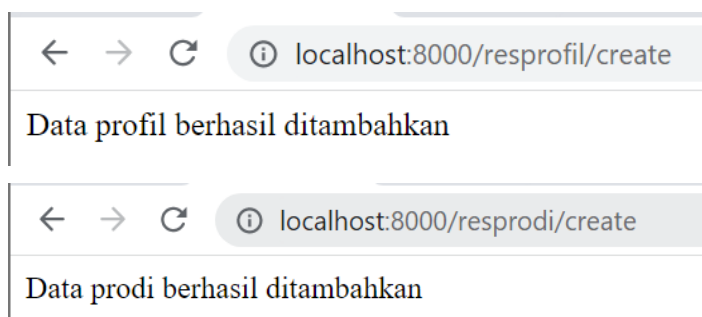 localhost:8000/resprofil/create
Data profil berhasil ditambahkan
localhost:8000/resprodi/create
Data prodi berhasil ditambahkan